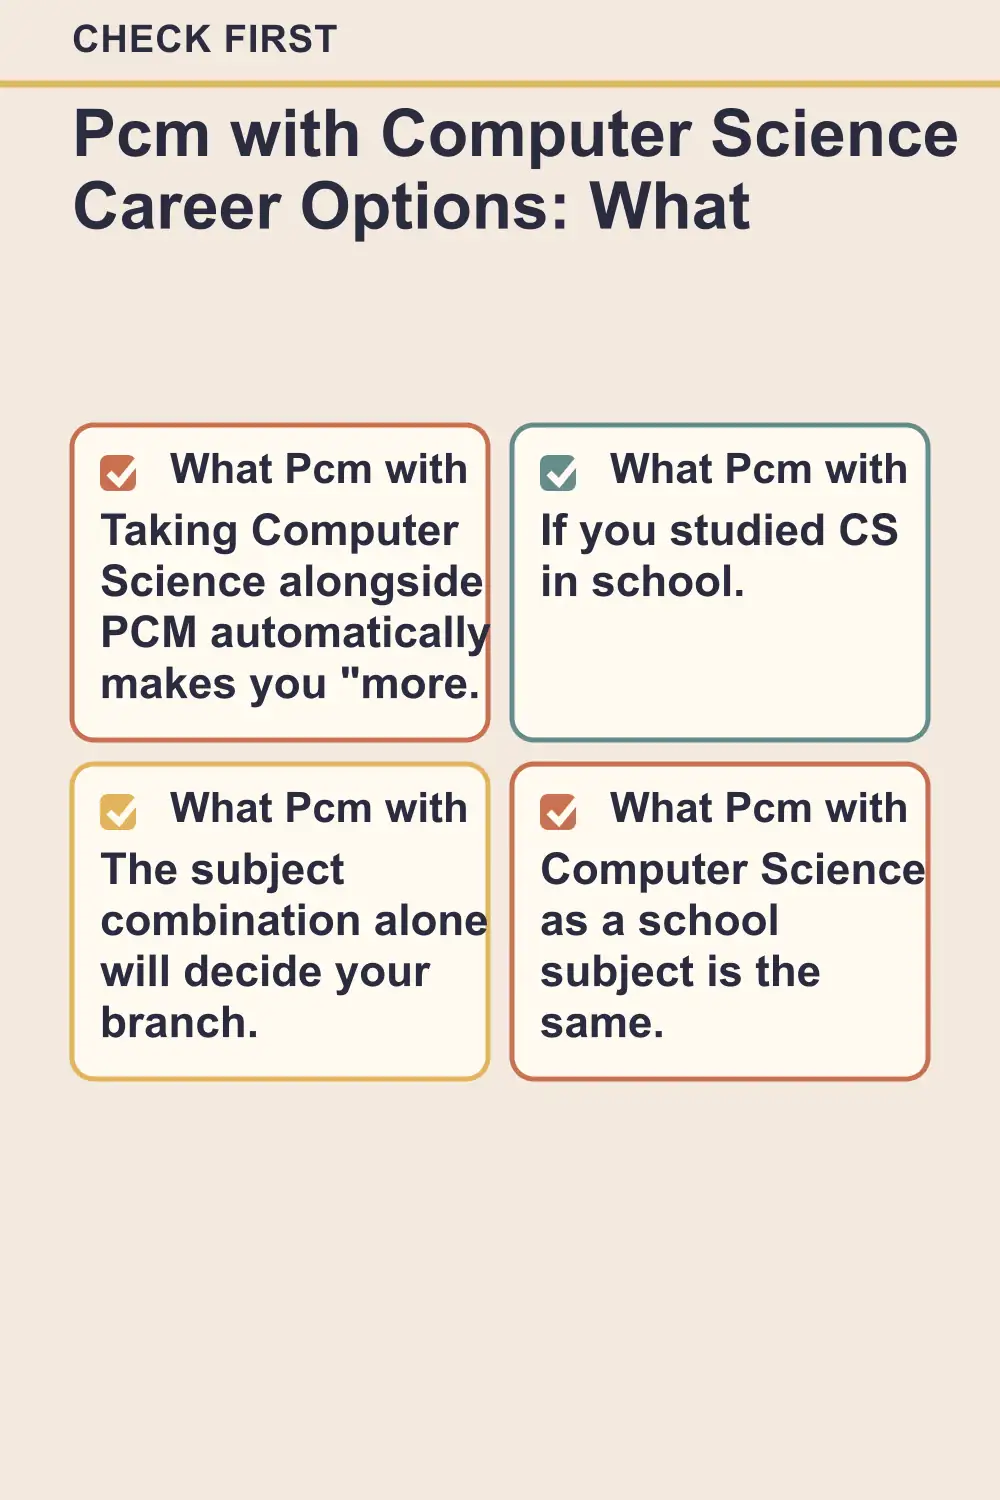 CHECK FIRST
Pcm with Computer Science
Career Options: What
What Pcm with
Taking Computer
Science alongside
PCM automatically
makes you "more.
What Pcm with
If you studied CS
in school.
What Pcm with
The subject
combination alone
will decide your
branch.
What Pcm with
Computer Science
as a school
subject is the
same.